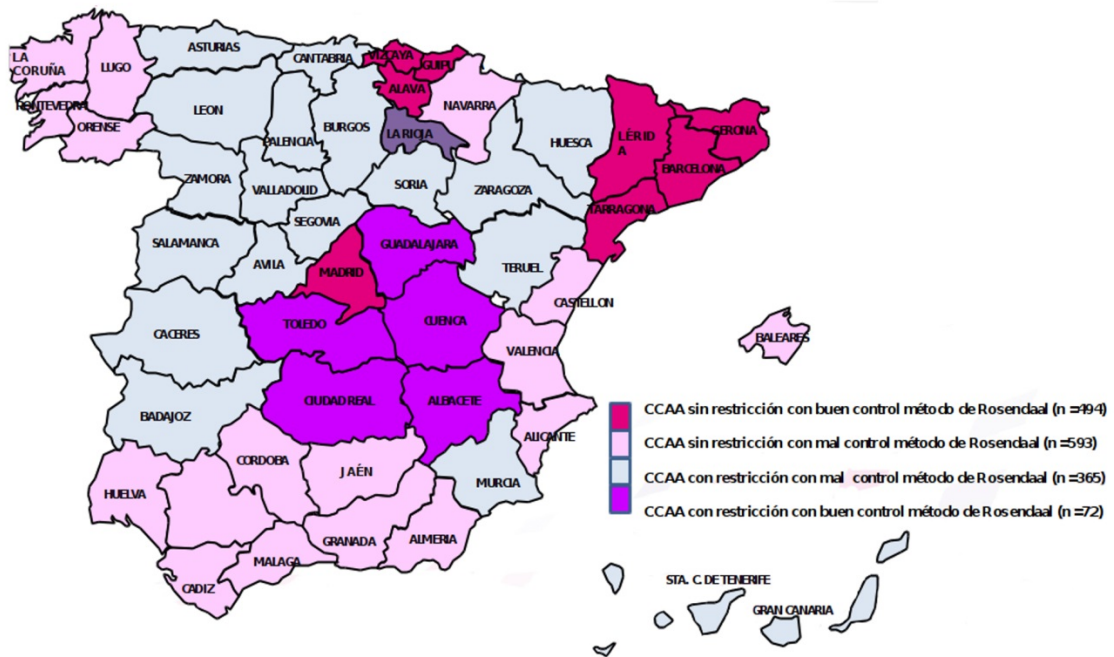 ASTURIAS
CANTABRIA
VIZCAYA
GUIPU
LA
CORUÑA
LUGO
ALAVA
NAVARRA
PONTEVEDRA
ORENSE
LEON
PALENCIA
BURGOS
LA RIOJA
HUESCA
LÉRID
A
GERONA
BARCELONA
ZAMORA
VALLADOLID
SORIA
ZARAGOZA
TARRAGONA
SEGOVIA
SALAMANCA
AVILA
MADRID
GUADALAJARA
TERUEL
CASTELLON
CACERES
TOLEDO
CUENCA
VALENCIA
BALEARES
BADAJOZ
CIUDAD REAL
ALBACETE
ALICANTE
CORDOBA
JAÉN
MURCIA
HUELVA
GRANADA
ALMERIA
MALAGA
CADIZ
CCAA sin restricción con buen control método de Rosendaal (n =494)
CCAA sin restricción con mal control método de Rosendaal (n =593)
CCAA con restricción con mal control método de Rosendaal (n =365)
CCAA con restricción con buen control método de Rosendaal (n =72)
STA. C. DE TENERIFE
GRAN CANARIA